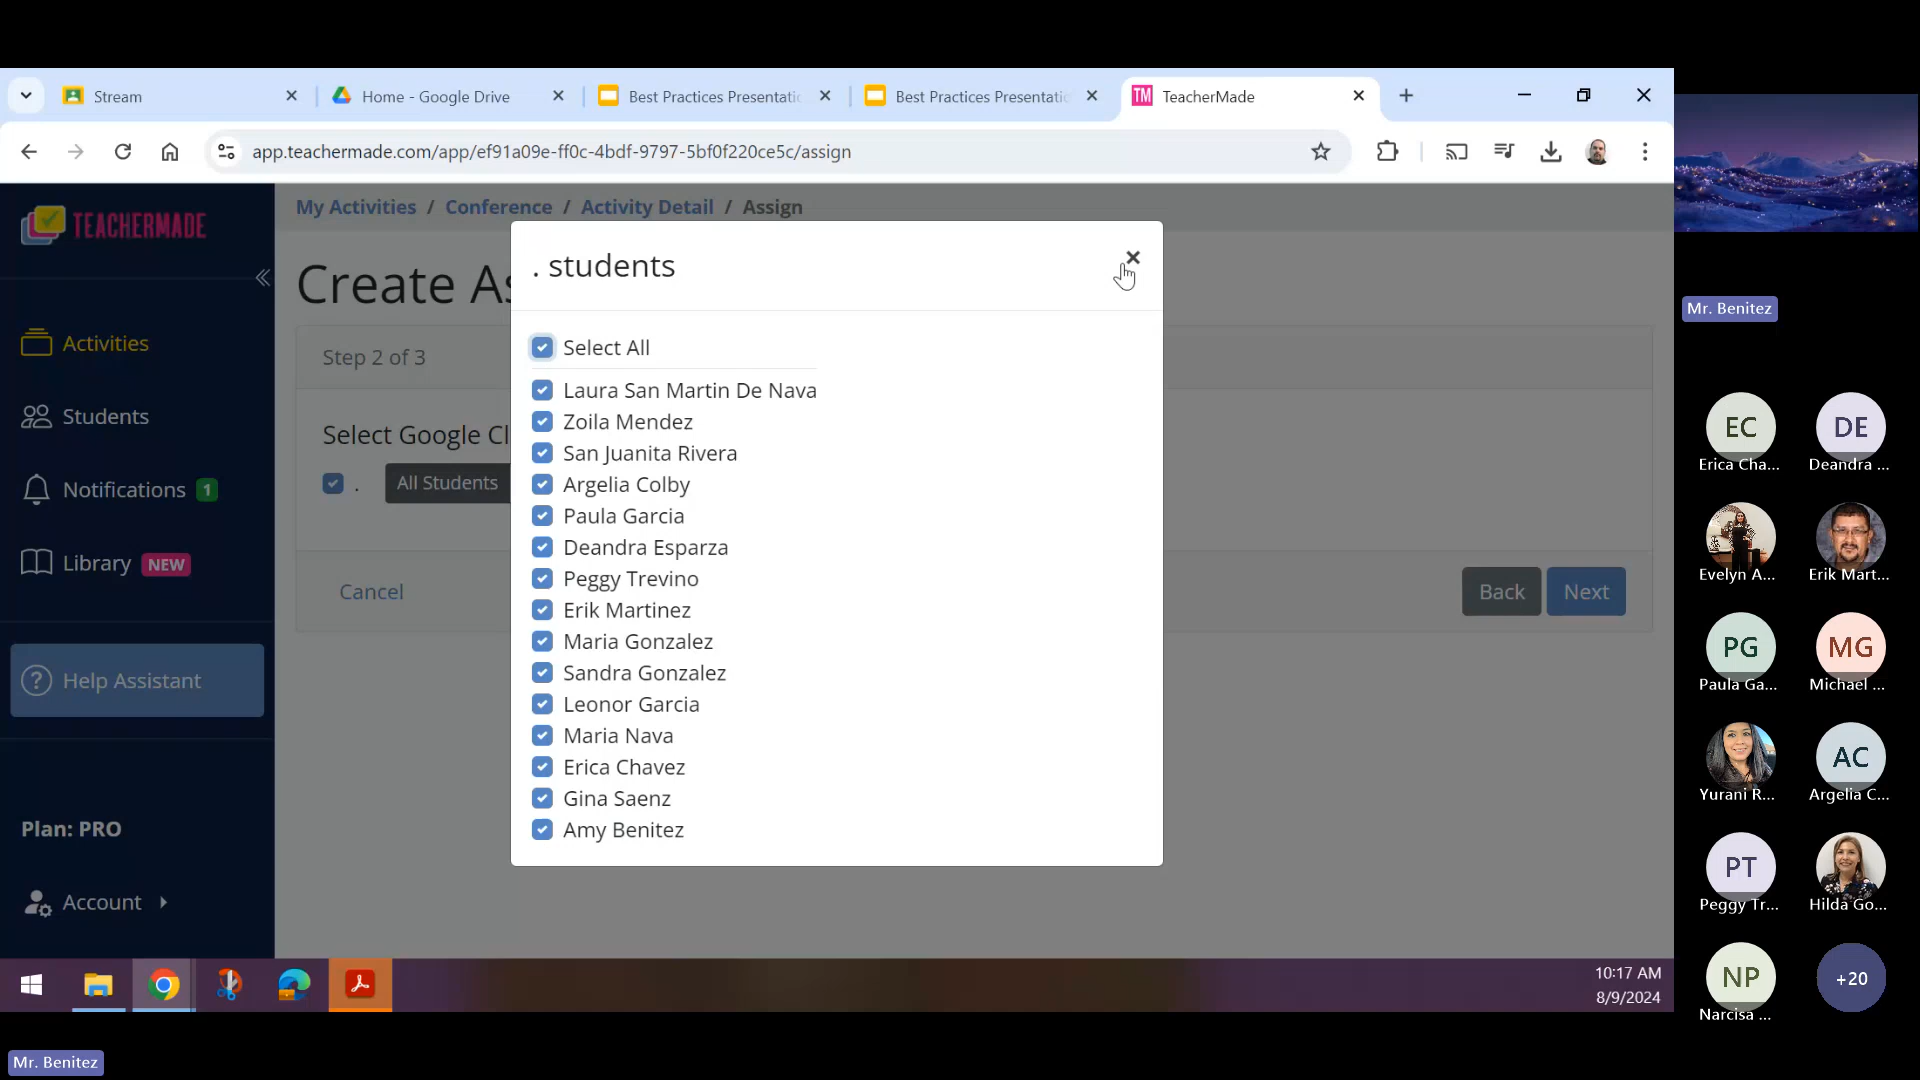 Stream
Home - Google Drive
Best Practices Presentatio
Best Practices Presentatio
TM TeacherMade
app.teachermade.com/app/ef91a09e-ff0c-4bdf-9797-5bf0f220ce5c/assign
TEACHERMADE
My Activities / Conference / Activity Detail / Assign
Create As
Step 2 of 3
Select Google Cl
. All Students
Cancel
Back
Next
Activities
Students
Notifications 1
Library NEW
? Help Assistant
Plan: PRO
Account
. students
Select All
Laura San Martin De Nava
Zoila Mendez
San Juanita Rivera
Argelia Colby
Paula Garcia
Deandra Esparza
Peggy Trevino
Erik Martinez
Maria Gonzalez
Sandra Gonzalez
Leonor Garcia
Maria Nava
Erica Chavez
Gina Saenz
Amy Benitez
10:17 AM
8/9/2024
Mr. Benitez
EC
Erica Cha...
DE
Deandra ...
Evelyn A...
Erik Mart...
PG
Paula Ga...
MG
Michael ...
Yurani R...
AC
Argelia C...
PT
Peggy Tr...
Hilda Go...
NP
Narcisa ...
+20
Mr. Benitez